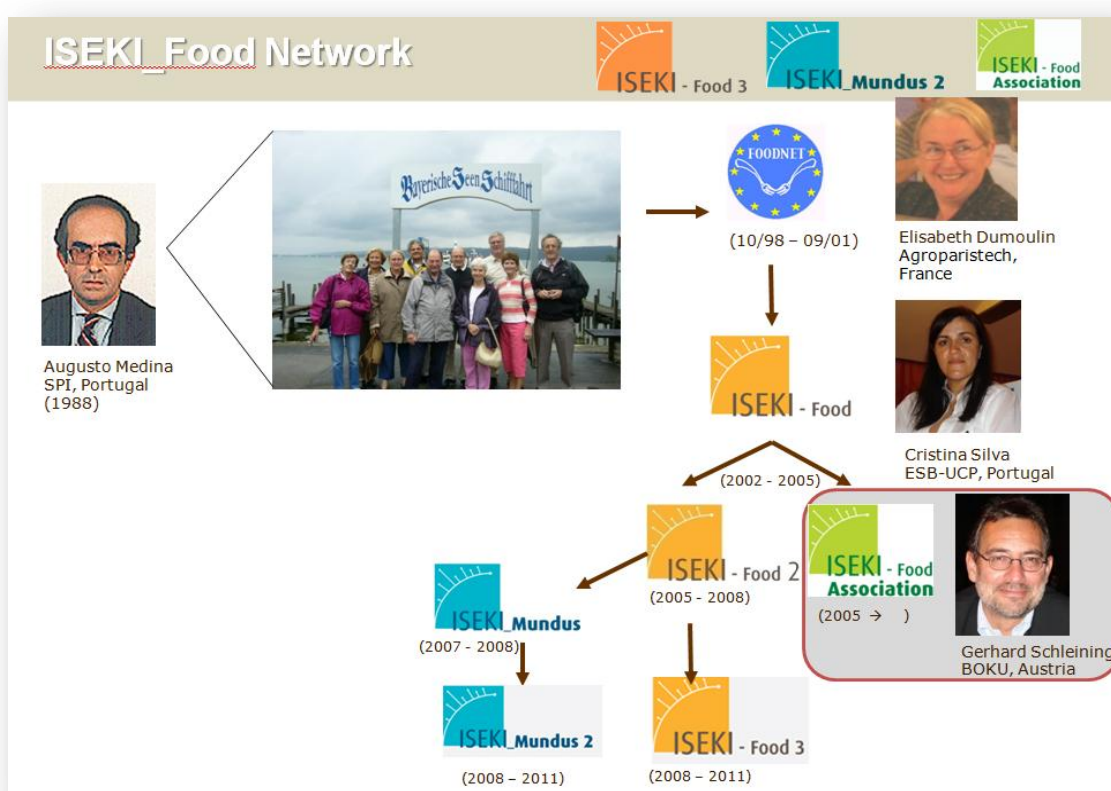 ISEKI_Food Network
ISEKI - Food 3
ISEKI_Mundus 2
ISEKI - Food
Association
Bayerische Seen Schifffahrt
FOODNET
(10/98 – 09/01)
Elisabeth Dumoulin
Agroparistech,
France
Augusto Medina
SPI, Portugal
(1988)
ISEKI - Food
Cristina Silva
ESB-UCP, Portugal
(2002 - 2005)
ISEKI - Food 2
(2005 - 2008)
ISEKI - Food
Association
(2005 → )
Gerhard Schleining
BOKU, Austria
ISEKI_Mundus
(2007 - 2008)
ISEKI_Mundus 2
(2008 – 2011)
ISEKI - Food 3
(2008 – 2011)